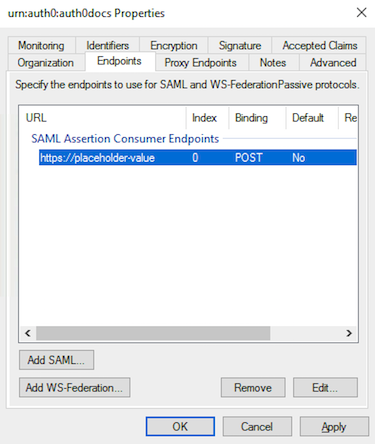 urn:auth0:auth0docs Properties
Monitoring Identifiers Encryption Signature Accepted Claims
Organization Endpoints Proxy Endpoints Notes Advanced
Specify the endpoints to use for SAML and WS-FederationPassive protocols.
URL Index Binding Default Re
SAML Assertion Consumer Endpoints
https://placeholder-value 0 POST No
Add SAML...
Add WS-Federation... Remove Edit...
OK Cancel Apply